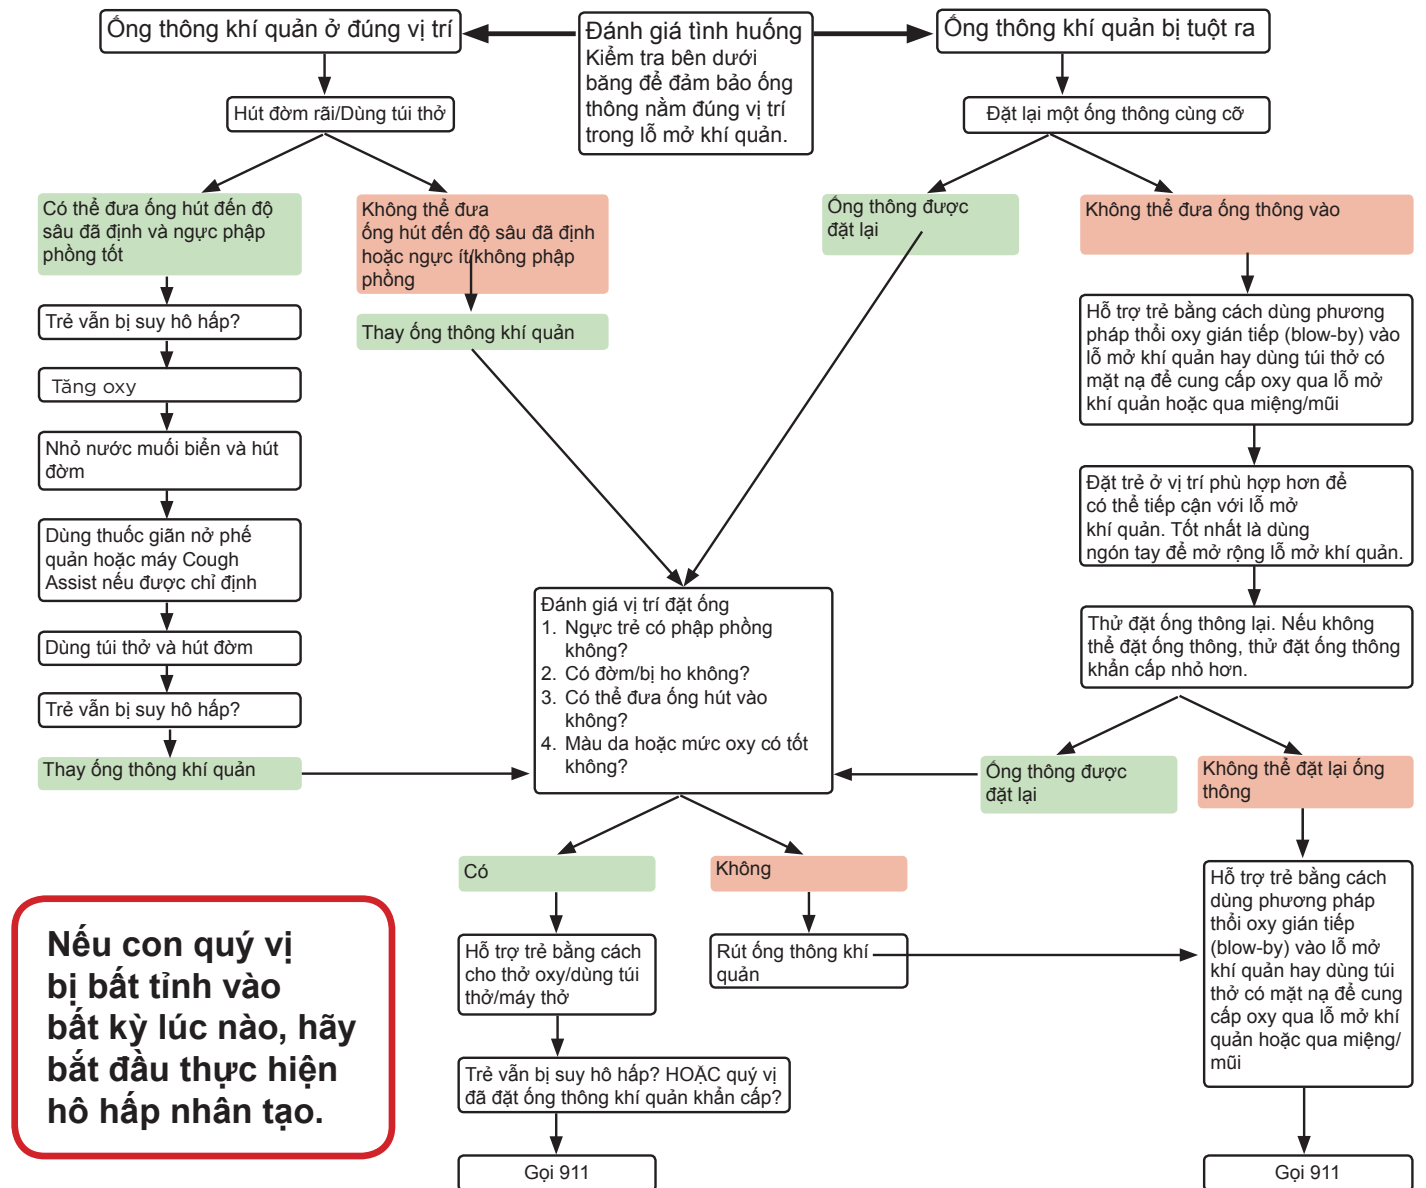 Ống thông khí quản ở đúng vị trí
Đánh giá tình huống
Kiểm tra bên dưới
băng để đảm bảo ống
thông nằm đúng vị trí
trong lỗ mở khí quản.
Ống thông khí quản bị tuột ra
Hút đờm rãi/Dùng túi thở
Đặt lại một ống thông cùng cỡ
Có thể đưa ống hút đến độ
sâu đã định và ngực phập
phồng tốt
Không thể đưa
ống hút đến độ sâu đã định
hoặc ngực ít/không phập
phồng
Ống thông được
đặt lại
Không thể đưa ống thông vào
Trẻ vẫn bị suy hô hấp?
Thay ống thông khí quản
Hỗ trợ trẻ bằng cách dùng phương
pháp thổi oxy gián tiếp (blow-by) vào
lỗ mở khí quản hay dùng túi thở có
mặt nạ để cung cấp oxy qua lỗ mở
khí quản hoặc qua miệng/mũi
Tăng oxy
Nhỏ nước muối biển và hút
đờm
Đặt trẻ ở vị trí phù hợp hơn để
có thể tiếp cận với lỗ mở
khí quản. Tốt nhất là dùng
ngón tay để mở rộng lỗ mở khí quản.
Dùng thuốc giãn nở phế
quản hoặc máy Cough
Assist nếu được chỉ định
Đánh giá vị trí đặt ống
1. Ngực trẻ có phập phồng
không?
2. Có đờm/bị ho không?
3. Có thể đưa ống hút vào
không?
4. Màu da hoặc mức oxy có tốt
không?
Thử đặt ống thông lại. Nếu không
thể đặt ống thông, thử đặt ống thông
khẩn cấp nhỏ hơn.
Dùng túi thở và hút đờm
Trẻ vẫn bị suy hô hấp?
Thay ống thông khí quản
Ống thông được
đặt lại
Không thể đặt lại ống
thông
Có
Không
Hỗ trợ trẻ bằng cách
dùng phương pháp
thổi oxy gián tiếp
(blow-by) vào lỗ mở
khí quản hay dùng túi
thở có mặt nạ để cung
cấp oxy qua lỗ mở khí
quản hoặc qua miệng/
mũi
Nếu con quý vị
bị bất tỉnh vào
bất kỳ lúc nào, hãy
bắt đầu thực hiện
hô hấp nhân tạo.
Hỗ trợ trẻ bằng cách
cho thở oxy/dùng túi
thở/máy thở
Rút ống thông khí
quản
Trẻ vẫn bị suy hô hấp? HOẶC quý vị
đã đặt ống thông khí quản khẩn cấp?
Gọi 911
Gọi 911